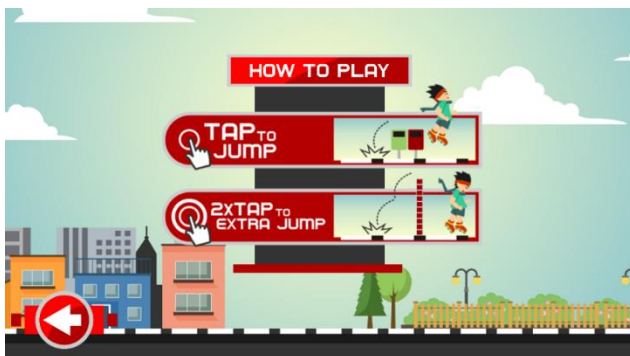 HOW TO PLAY
TAP TO
JUMP
2XTAP TO
EXTRA JUMP